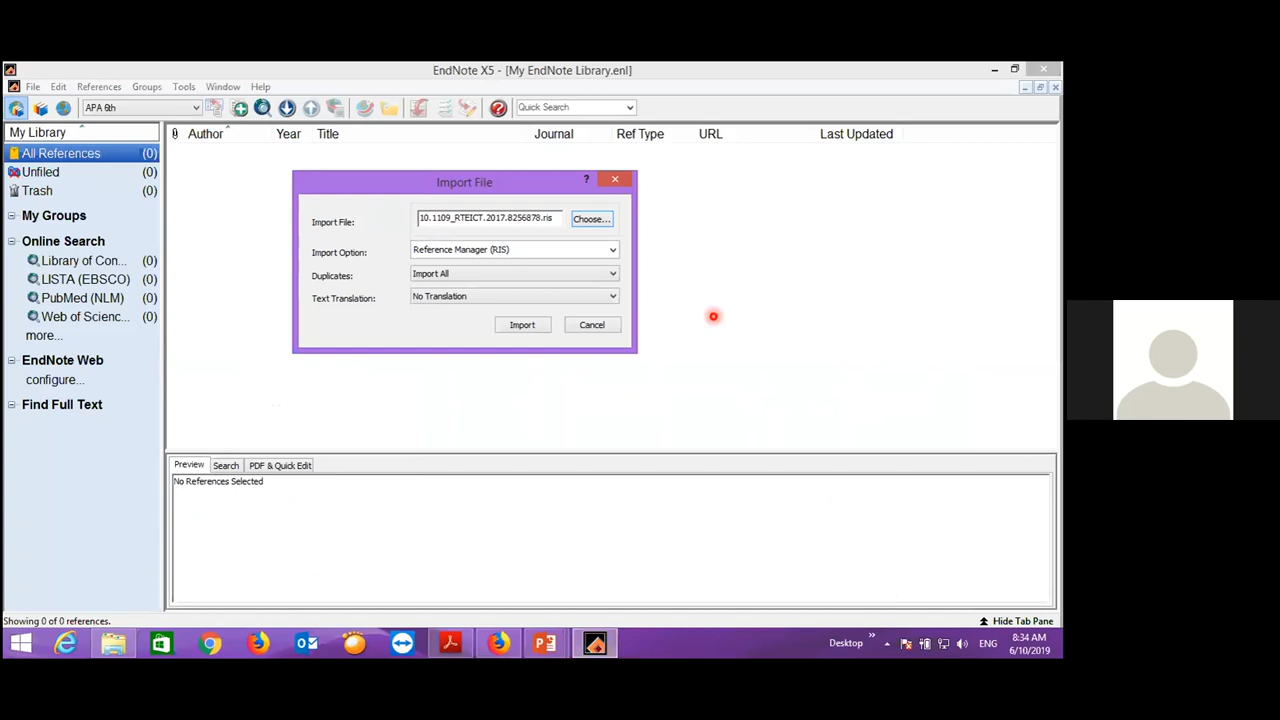 EndNote X5 - [My EndNote Library.enl]
File Edit References Groups Tools Window Help
APA 6th
Quick Search
My Library
Author Year Title Journal Ref Type URL Last Updated
All References (0)
Unfiled (0)
Trash (0)
My Groups
Online Search
Library of Con... (0)
LISTA (EBSCO) (0)
PubMed (NLM) (0)
Web of Scienc... (0)
more...
EndNote Web
configure...
Find Full Text
Import File
?
Import File: 10.1109_RTEICT.2017.8256878.ris Choose...
Import Option: Reference Manager (RIS)
Duplicates: Import All
Text Translation: No Translation
Import Cancel
Preview Search PDF & Quick Edit
No References Selected
Showing 0 of 0 references.
Hide Tab Pane
Desktop
ENG
8:34 AM
6/10/2019